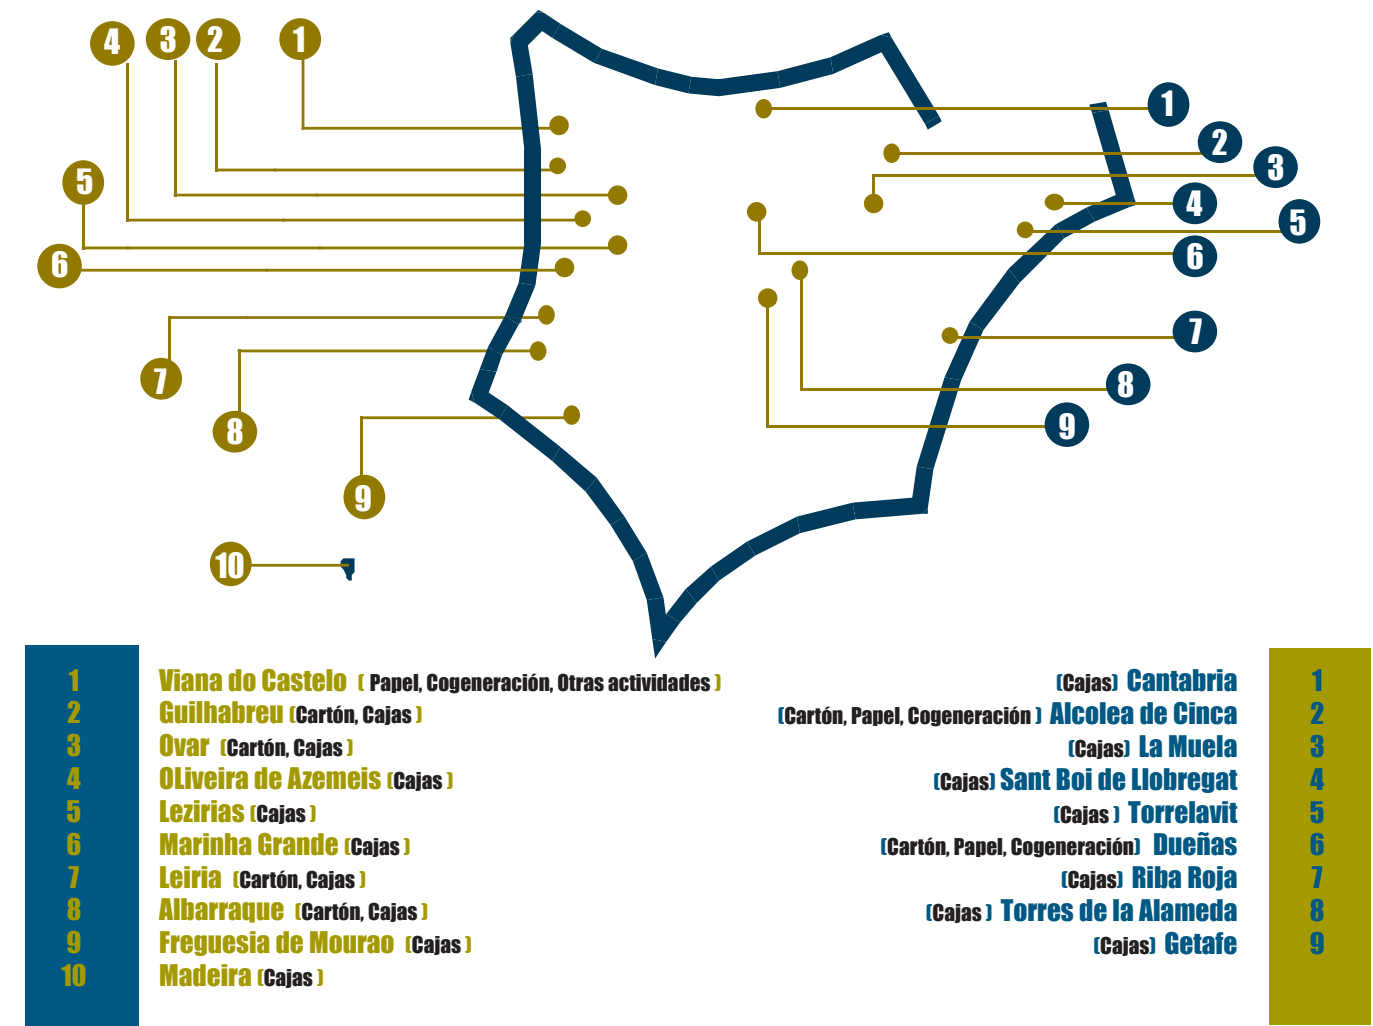 4 3 2 1
1
2
3
5
4
5
6
6
7
7
8
8
9
9
10
1 Viana do Castelo ( Papel, Cogeneración, Otras actividades )
2 Guilhabreu (Cartón, Cajas )
3 Ovar (Cartón, Cajas )
4 OLiveira de Azemeis (Cajas )
5 Lezirias (Cajas )
6 Marinha Grande (Cajas )
7 Leiria (Cartón, Cajas )
8 Albarraque (Cartón, Cajas )
9 Freguesia de Mourao (Cajas )
10 Madeira (Cajas )
(Cajas) Cantabria 1
(Cartón, Papel, Cogeneración ) Alcolea de Cinca 2
(Cajas) La Muela 3
(Cajas) Sant Boi de Llobregat 4
(Cajas ) Torrelavit 5
(Cartón, Papel, Cogeneración) Dueñas 6
(Cajas) Riba Roja 7
(Cajas ) Torres de la Alameda 8
(Cajas) Getafe 9